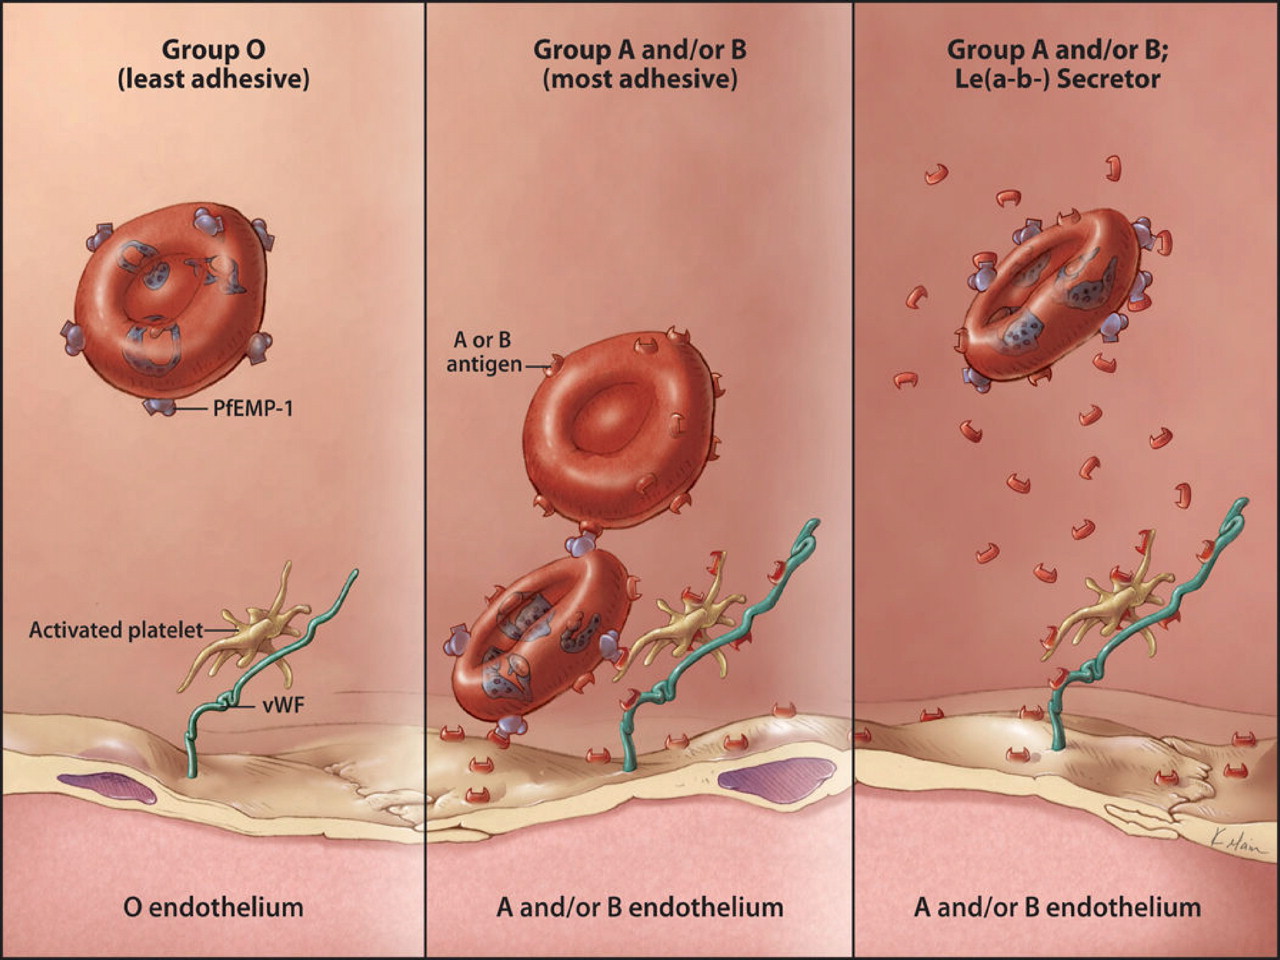 Group O
(least adhesive)
Group A and/or B
(most adhesive)
Group A and/or B;
Le(a-b-) Secretor
A or B
antigen
PfEMP-1
Activated platelet
vWF
O endothelium
A and/or B endothelium
A and/or B endothelium